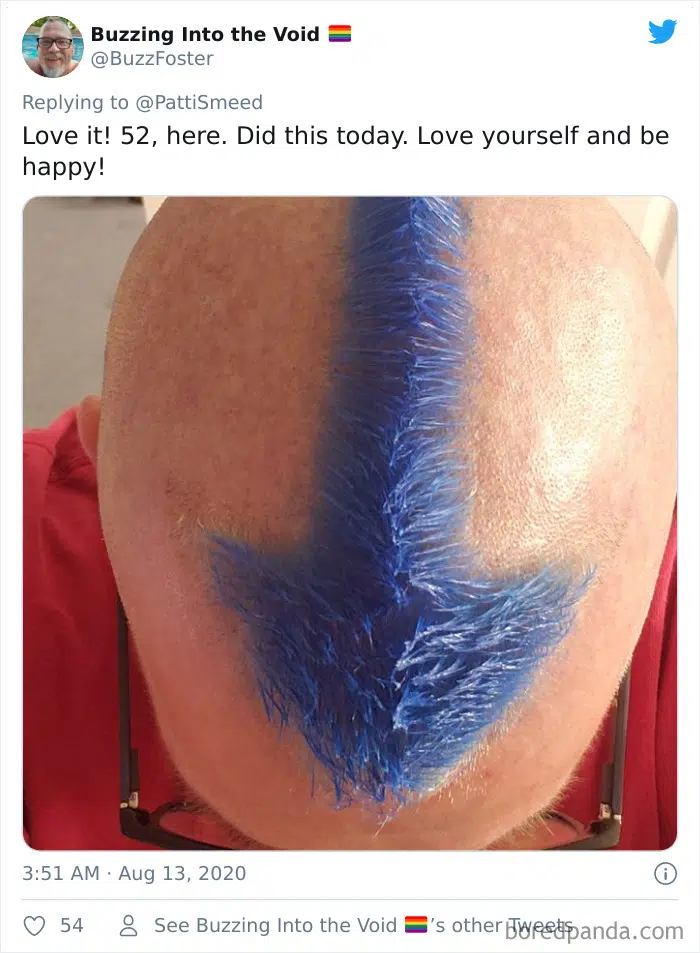 Buzzing Into the Void 🏳️‍🌈
@BuzzFoster
Replying to @PattiSmeed
Love it! 52, here. Did this today. Love yourself and be
happy!
3:51 AM · Aug 13, 2020
54 See Buzzing Into the Void 🏳️‍🌈’s other Tweets
boredpanda.com